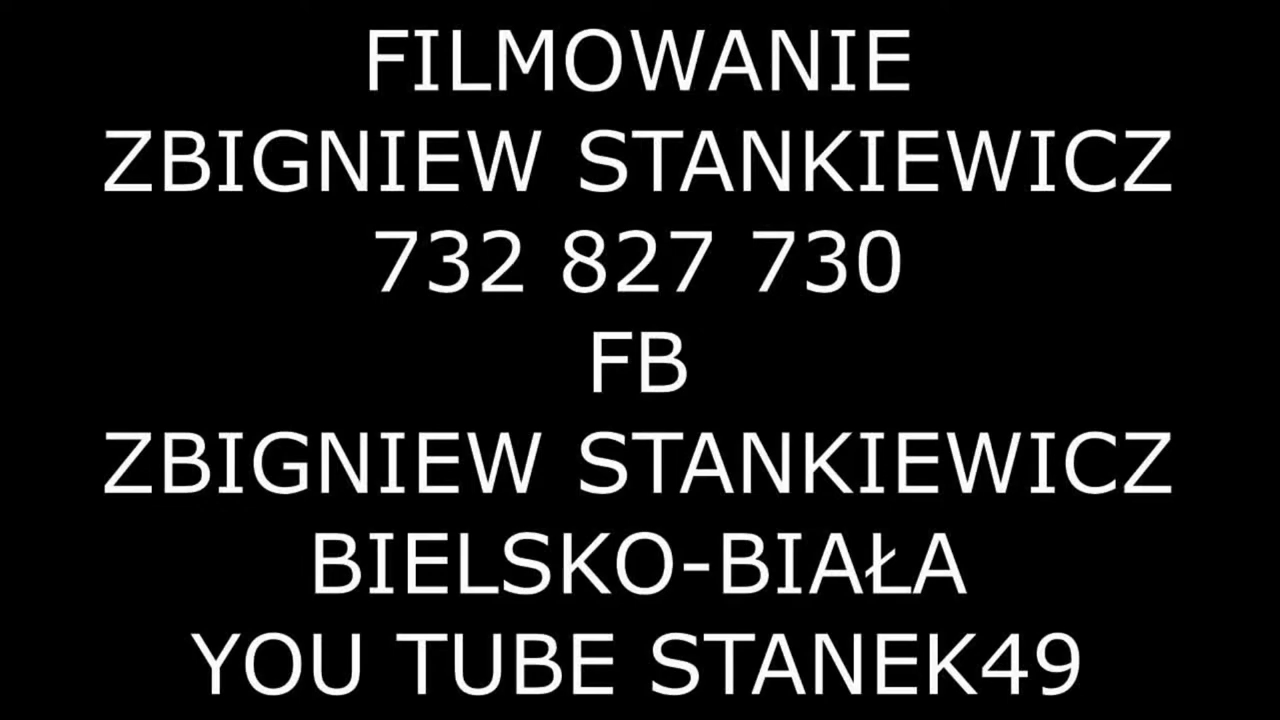 FILMOWANIE
ZBIGNIEW STANKIEWICZ
732 827 730
FB
ZBIGNIEW STANKIEWICZ
BIELSKO-BIAŁA
YOU TUBE STANEK49